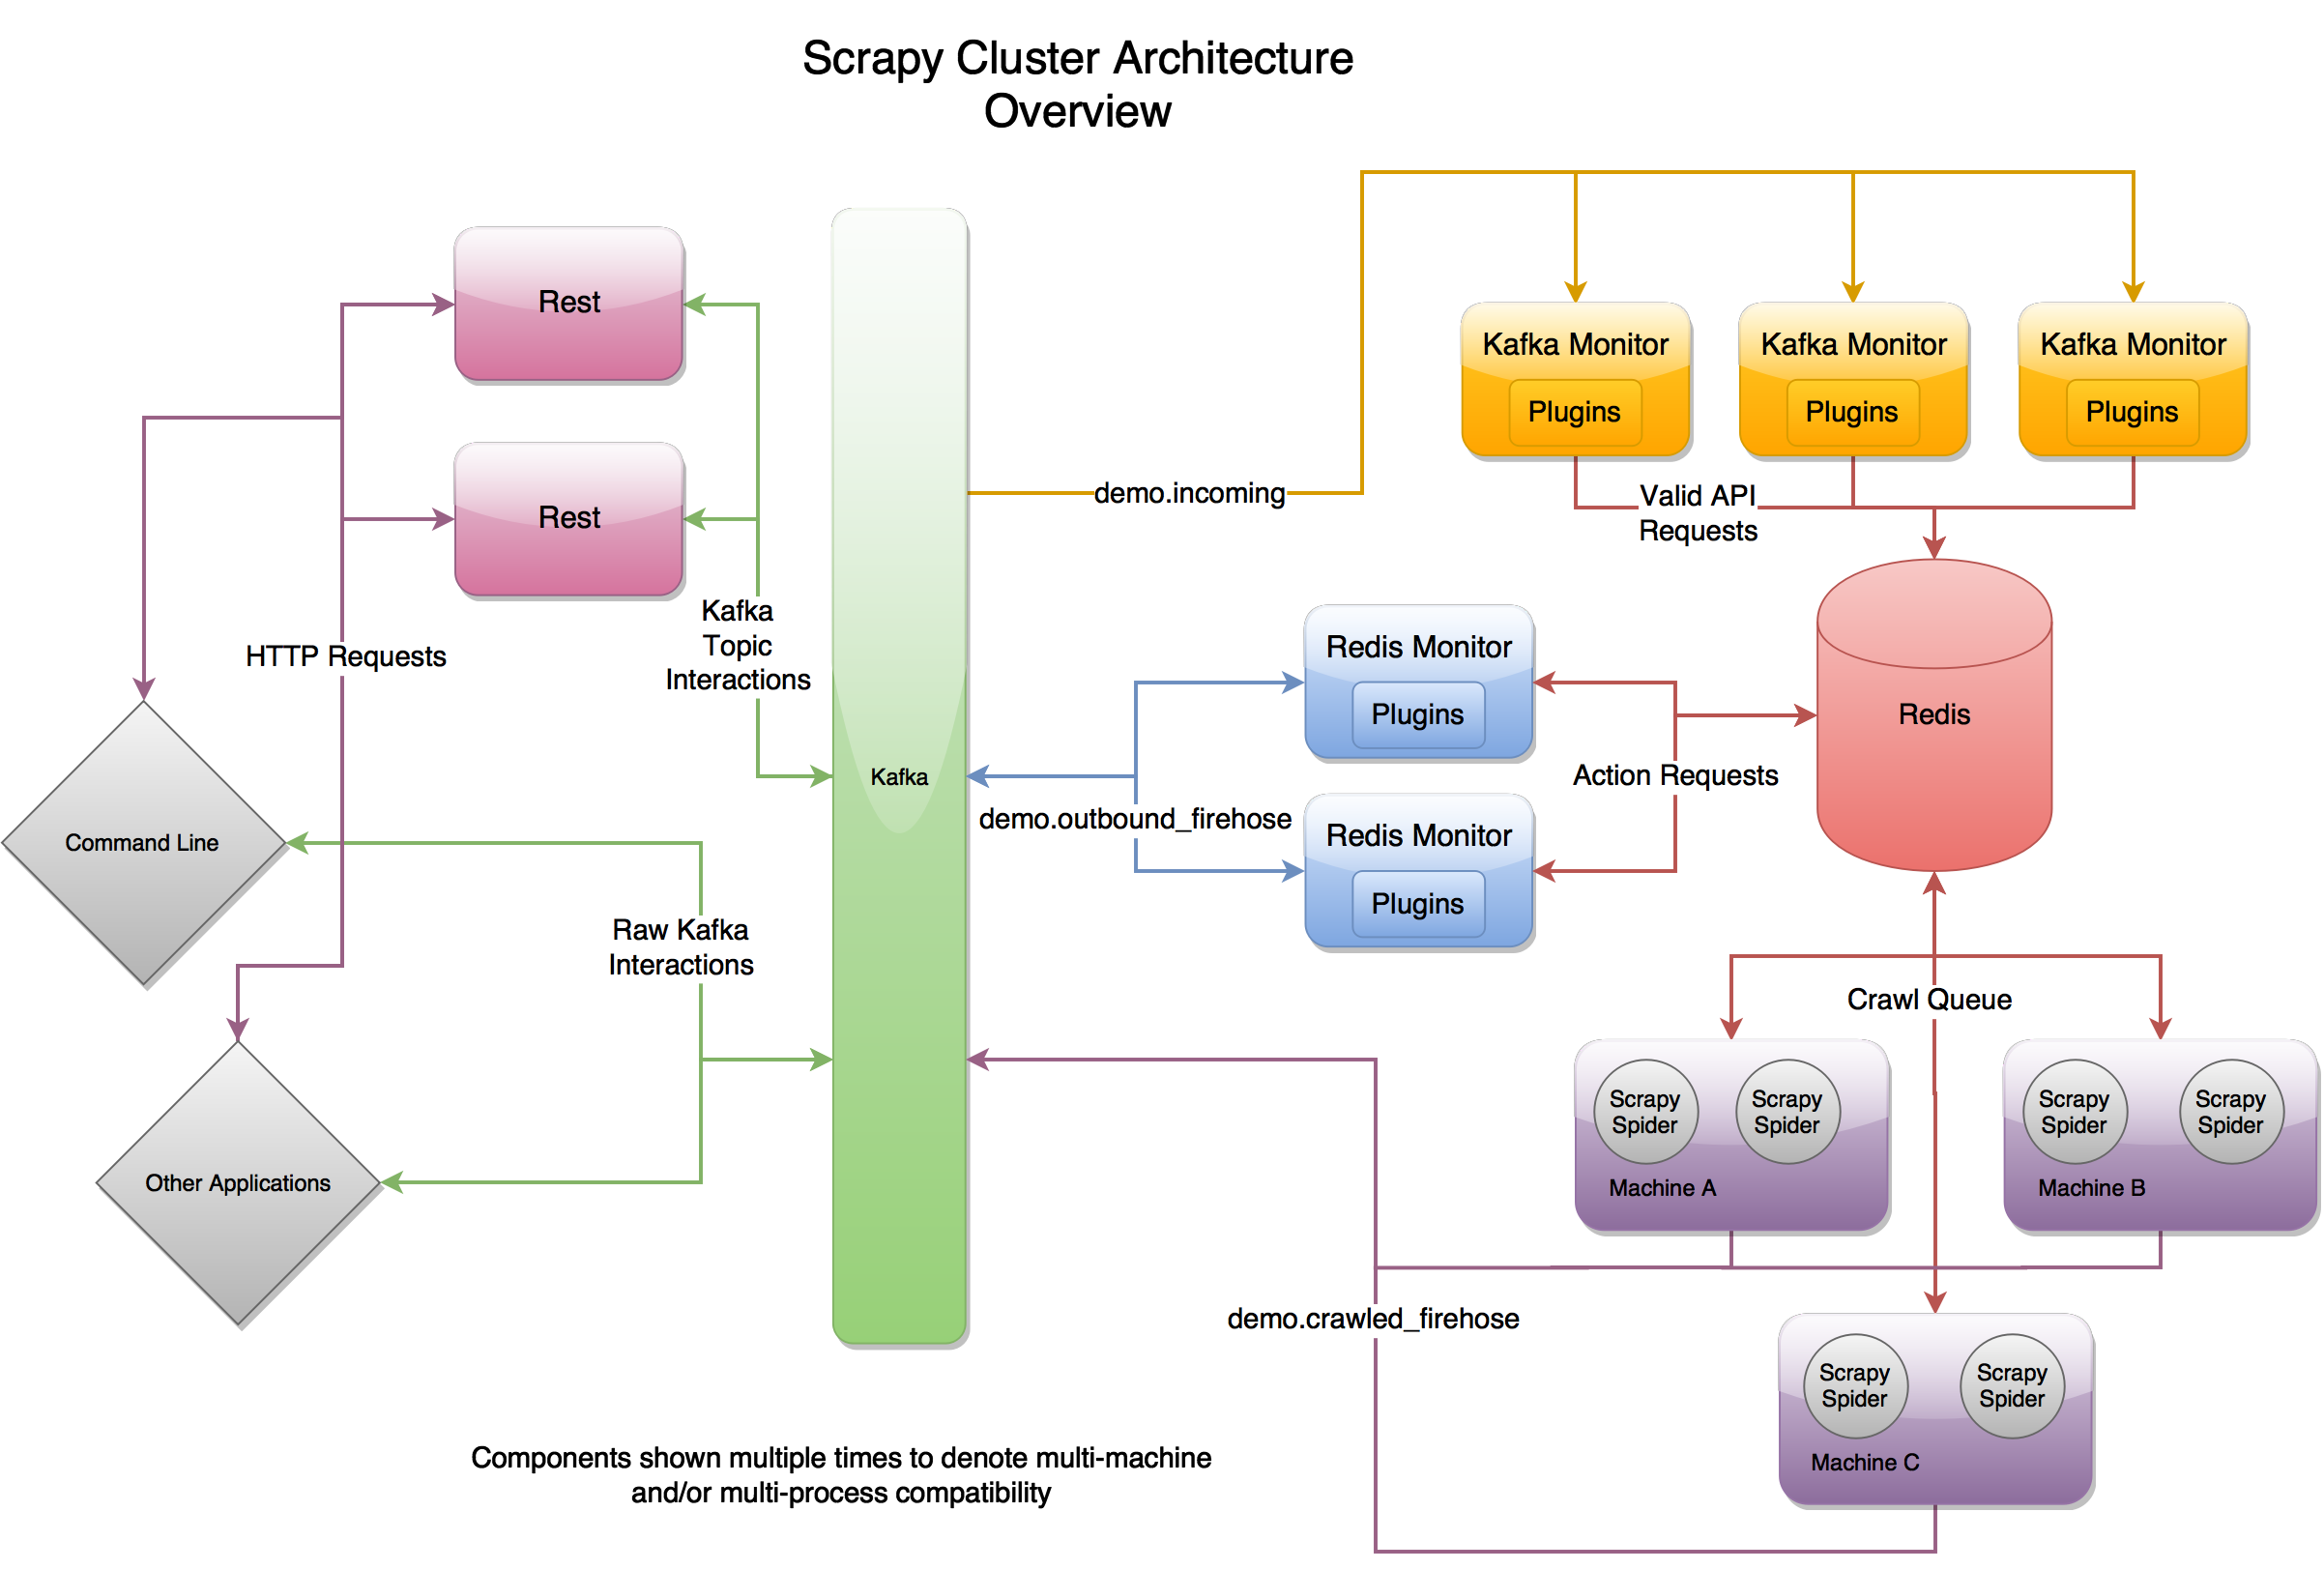 Scrapy Cluster Architecture
Overview
Rest
Rest
HTTP Requests
Kafka
Topic
Interactions
Command Line
Raw Kafka
Interactions
Other Applications
Kafka
demo.incoming
Kafka Monitor
Plugins
Kafka Monitor
Plugins
Kafka Monitor
Plugins
Valid API
Requests
Redis Monitor
Plugins
demo.outbound_firehose
Redis Monitor
Plugins
Action Requests
Redis
Crawl Queue
Scrapy
Spider
Scrapy
Spider
Machine A
Scrapy
Spider
Scrapy
Spider
Machine B
demo.crawled_firehose
Scrapy
Spider
Scrapy
Spider
Machine C
Components shown multiple times to denote multi-machine
and/or multi-process compatibility